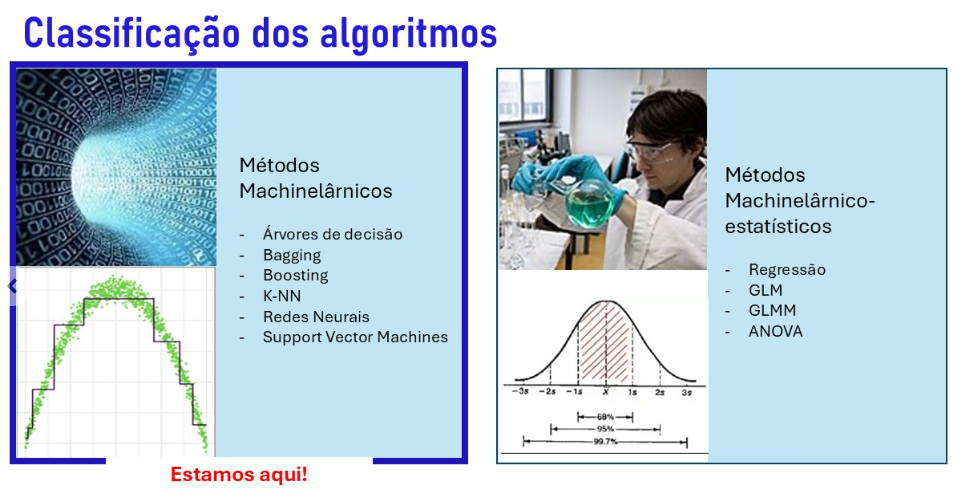 Classificação dos algoritmos
Métodos
Machinelârnicos
- Árvores de decisão
- Bagging
- Boosting
- K-NN
- Redes Neurais
- Support Vector Machines
Estamos aqui!
Métodos
Machinelârnico-
estatísticos
- Regressão
- GLM
- GLMM
- ANOVA
-3s -2s -1s X 1s 2s 3s
68%
95%
99.7%